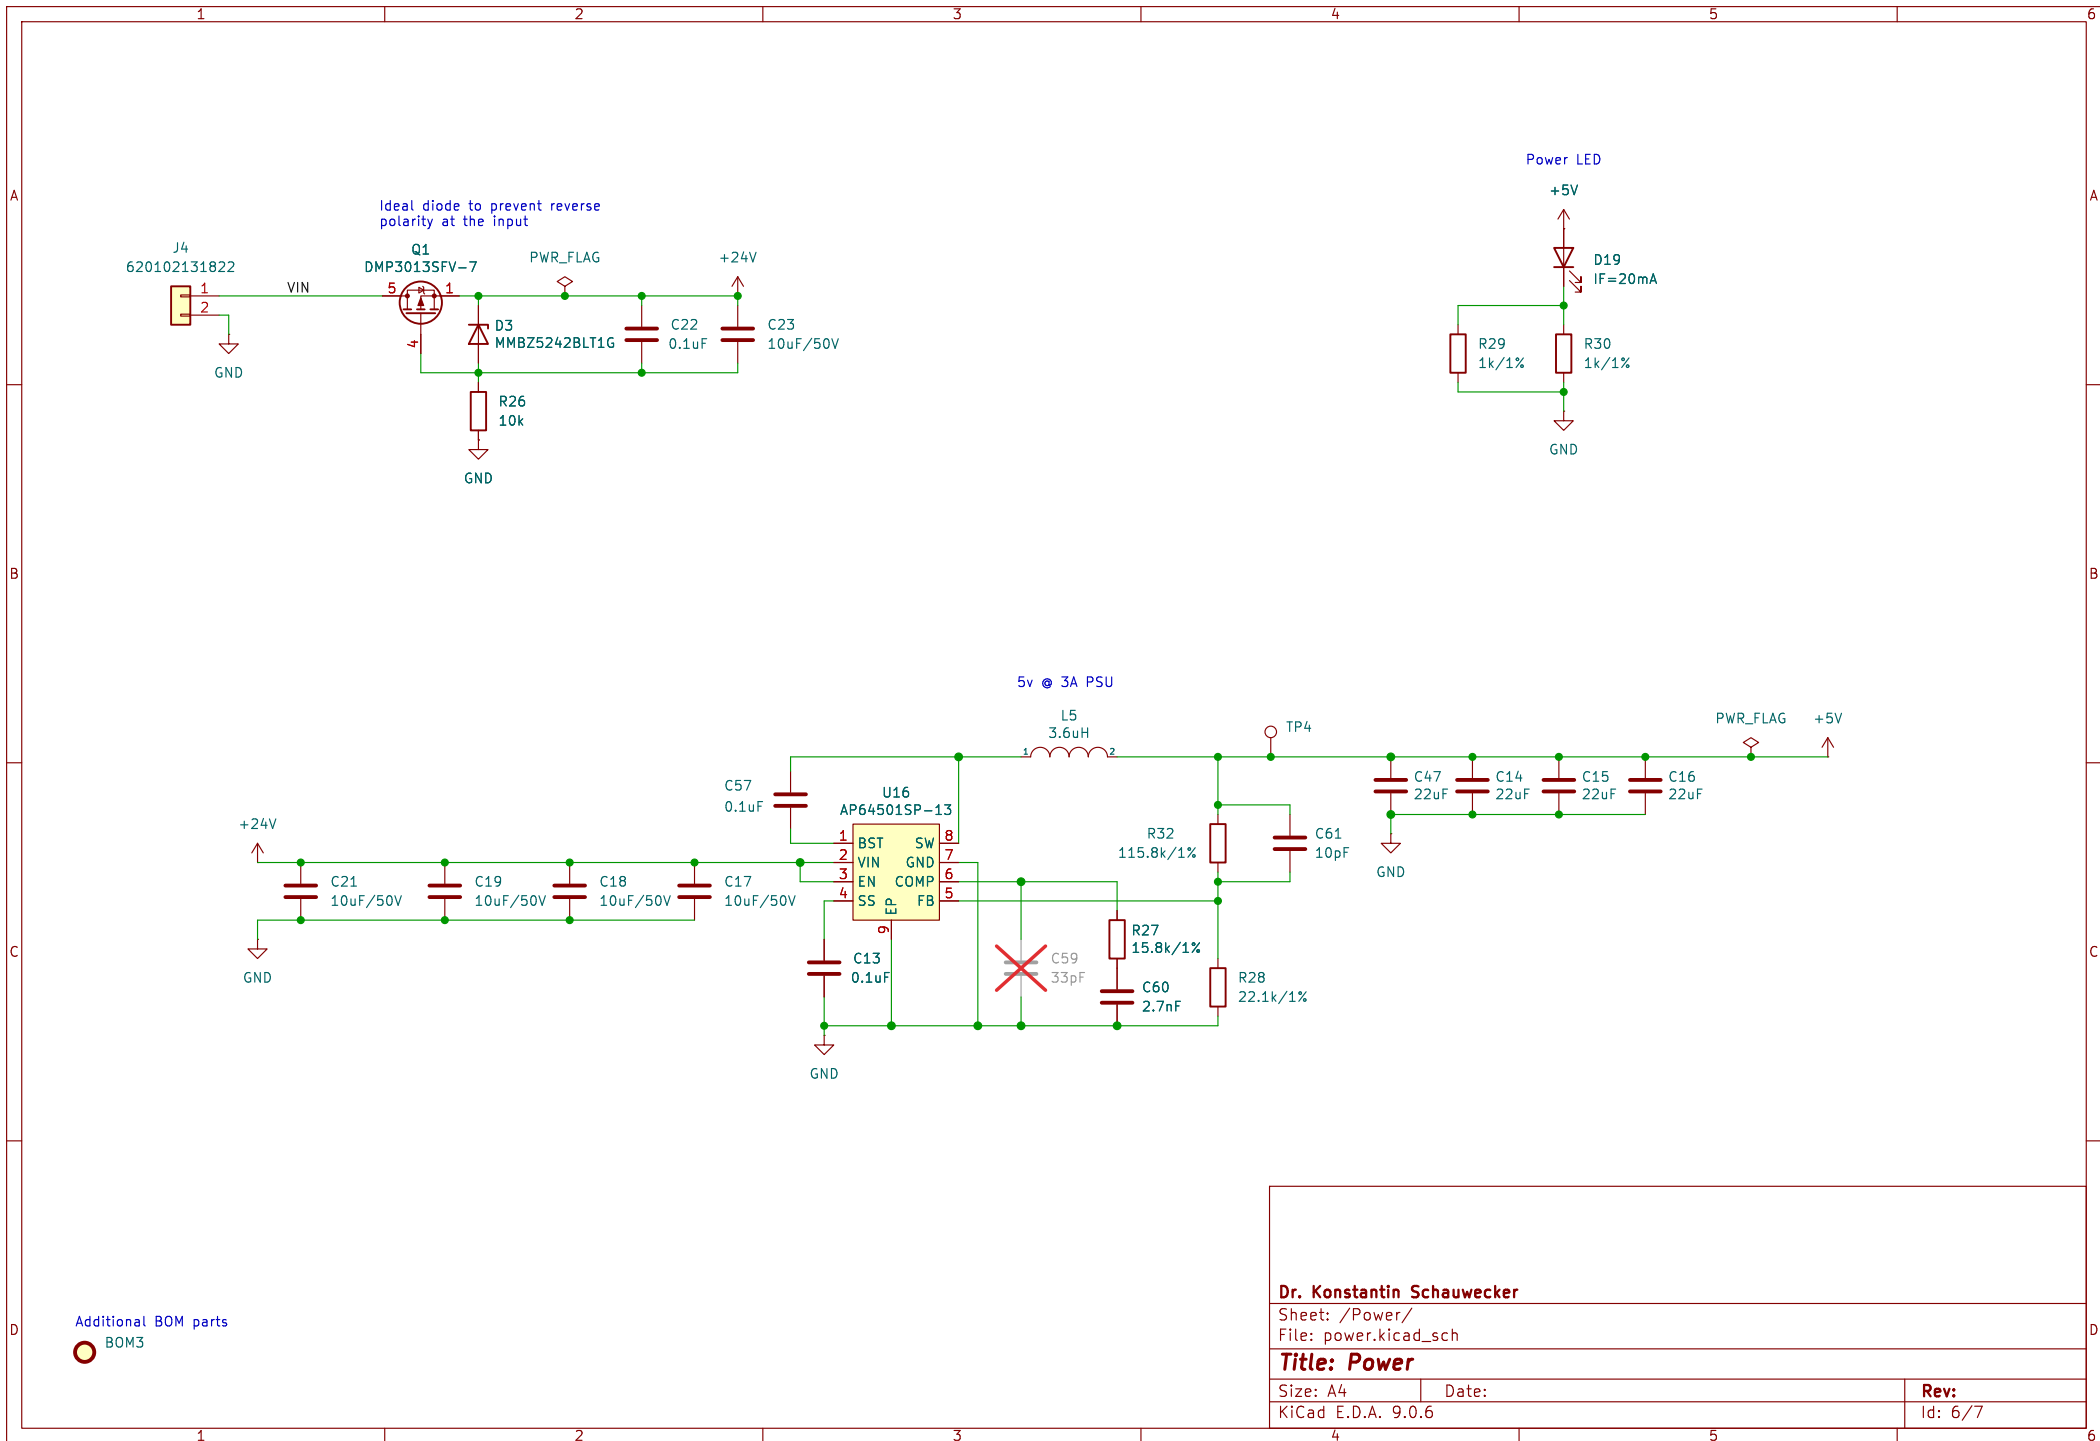 1 2 3 4 5 6
A A
B B
C C
D D
Ideal diode to prevent reverse
polarity at the input
J4
620102131822
1
2
VIN
GND
Q1
DMP3013SFV-7
5 1
4
PWR_FLAG
+24V
D3
MMBZ5242BLT1G
C22
0.1uF
C23
10uF/50V
R26
10k
GND
Power LED
+5V
D19
IF=20mA
R29
1k/1%
R30
1k/1%
GND
5v @ 3A PSU
L5
3.6uH
1 2
TP4
PWR_FLAG
+5V
C57
0.1uF
U16
AP64501SP-13
1 BST SW 8
2 VIN GND 7
3 EN COMP 6
4 SS FB 5
EP
9
+24V
C21
10uF/50V
C19
10uF/50V
C18
10uF/50V
C17
10uF/50V
GND
C13
0.1uF
GND
C59
33pF
R27
15.8k/1%
C60
2.7nF
R32
115.8k/1%
C61
10pF
R28
22.1k/1%
C47
22uF
C14
22uF
C15
22uF
C16
22uF
GND
Additional BOM parts
BOM3
Dr. Konstantin Schauwecker
Sheet: /Power/
File: power.kicad_sch
Title: Power
Size: A4 Date: Rev:
KiCad E.D.A. 9.0.6 Id: 6/7
1 2 3 4 5 6